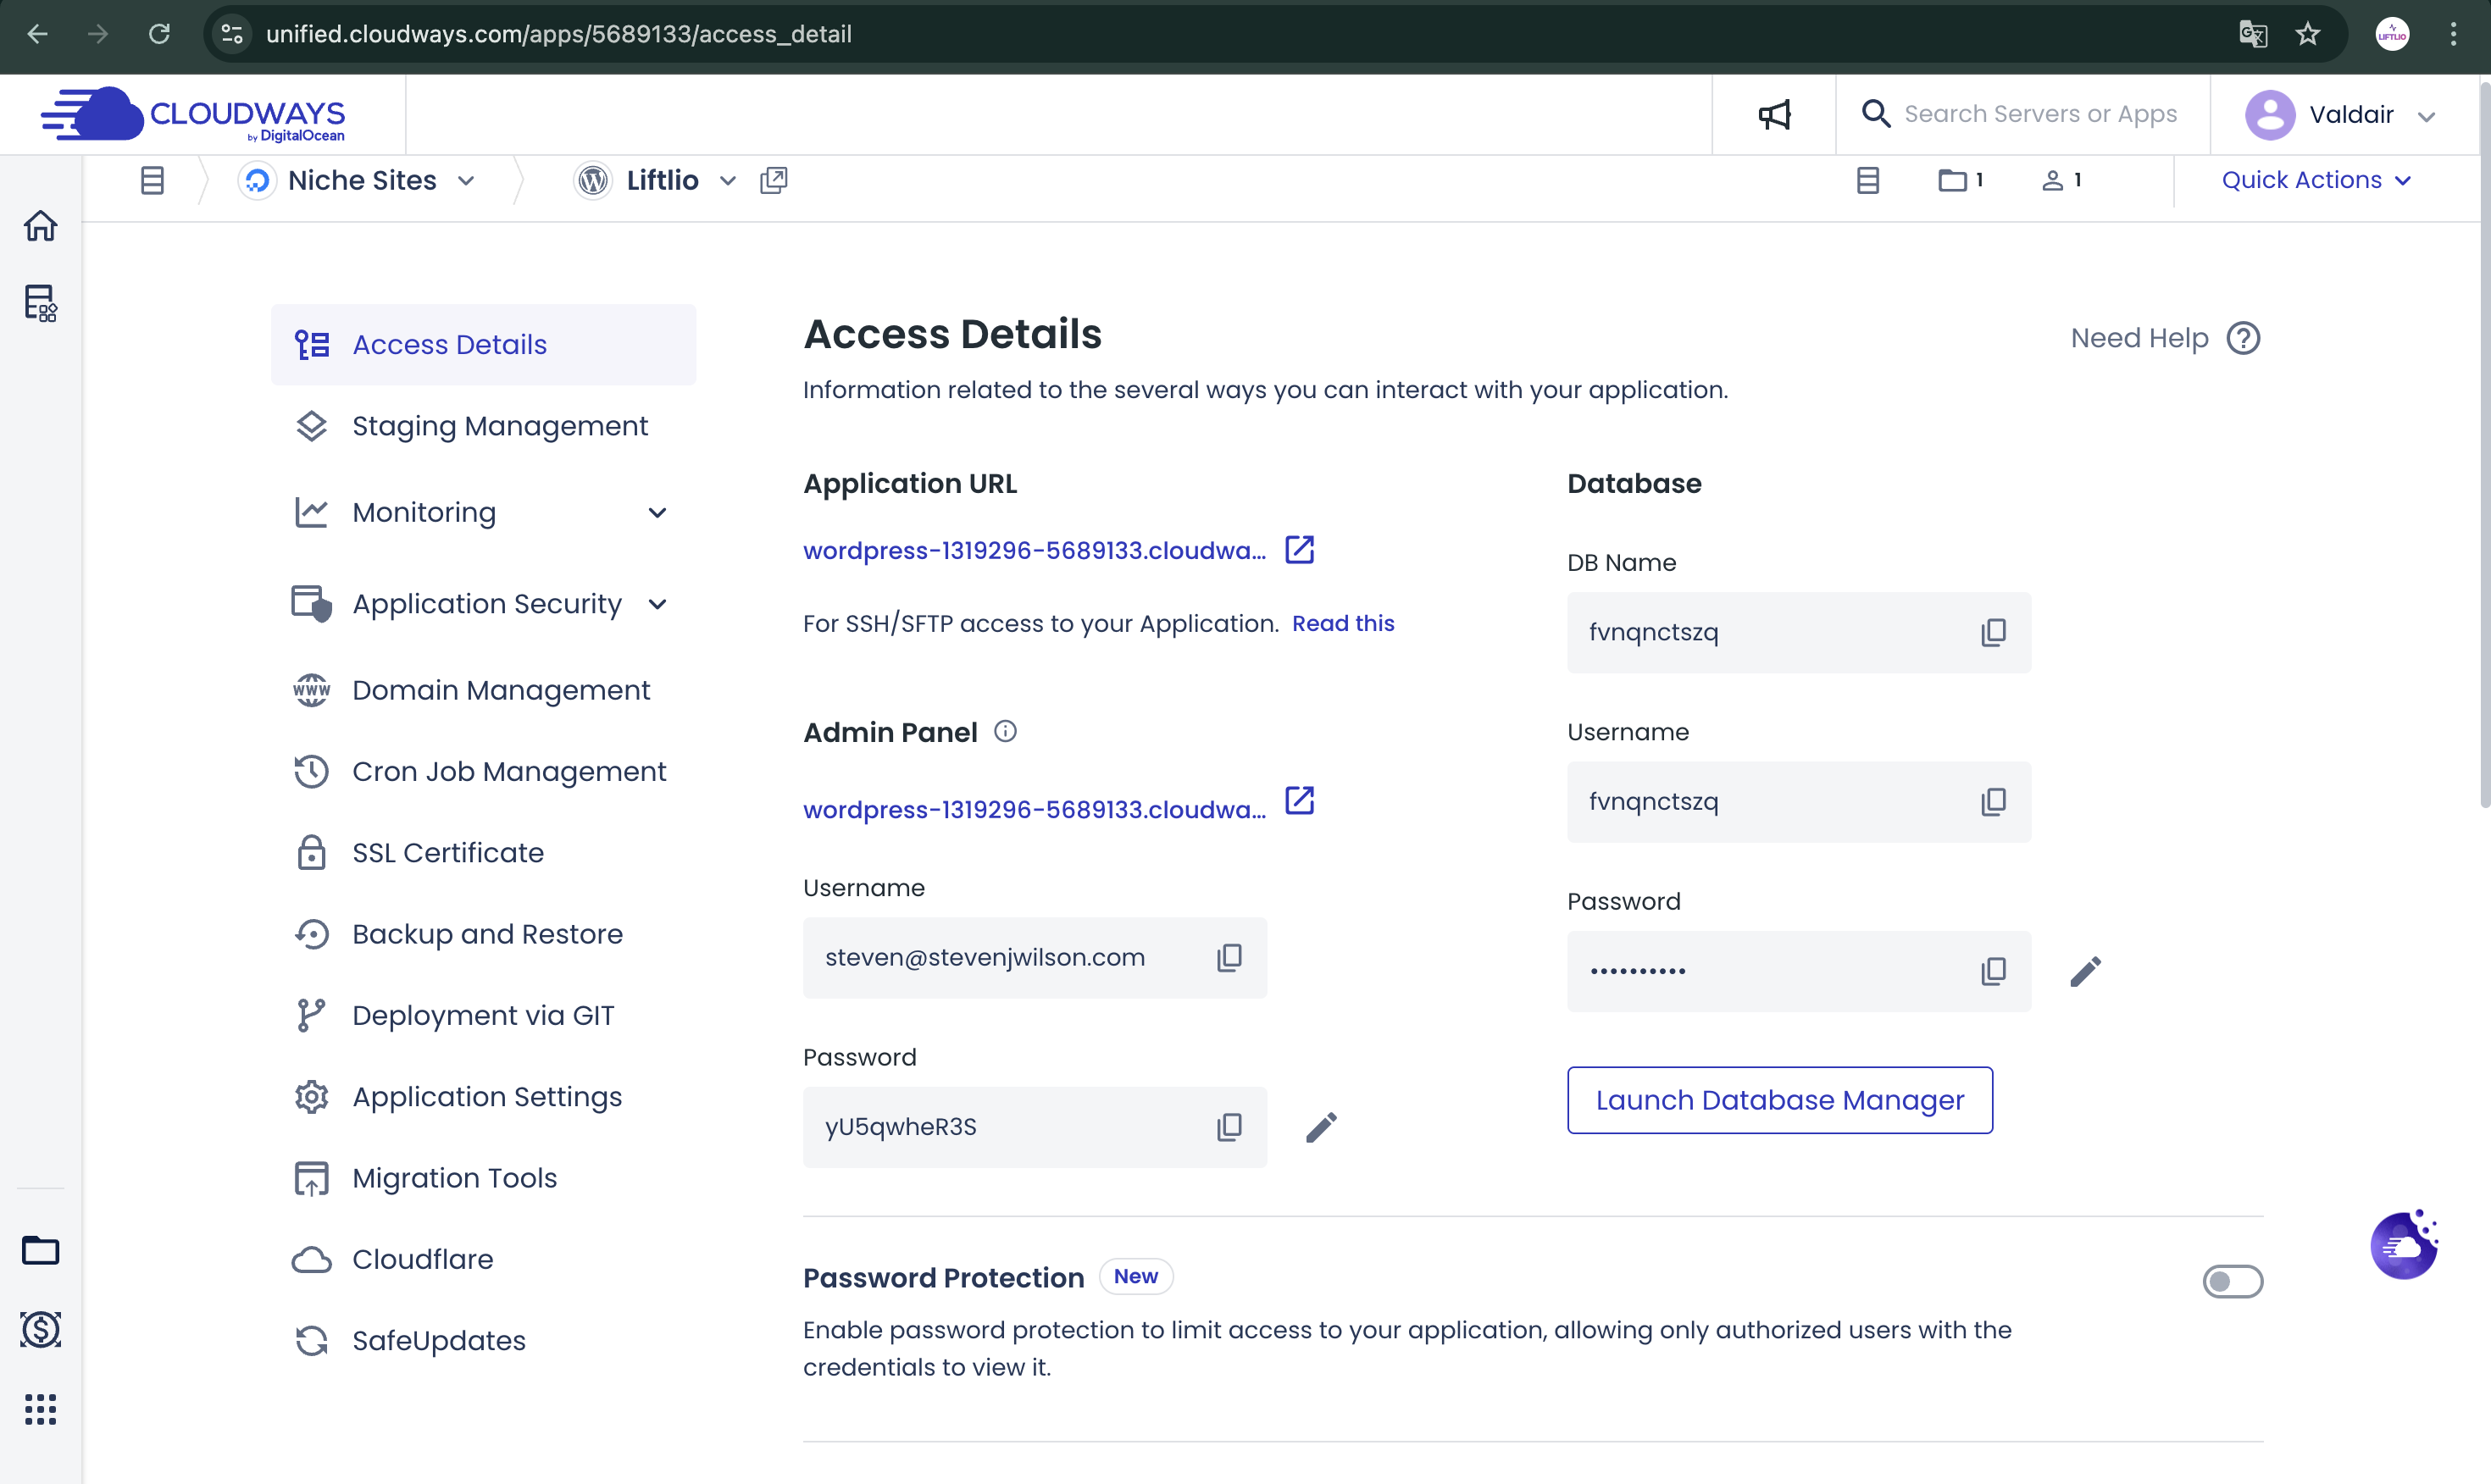 unified.cloudways.com/apps/5689133/access_detail
LIFTLIO
CLOUDWAYS
by DigitalOcean
Search Servers or Apps
Valdair
Niche Sites
Liftlio
1
1
Quick Actions
Access Details
Staging Management
Monitoring
Application Security
Domain Management
Cron Job Management
SSL Certificate
Backup and Restore
Deployment via GIT
Application Settings
Migration Tools
Cloudflare
SafeUpdates
Access Details
Need Help
Information related to the several ways you can interact with your application.
Application URL
wordpress-1319296-5689133.cloudwa...
For SSH/SFTP access to your Application. Read this
Admin Panel
wordpress-1319296-5689133.cloudwa...
Username
steven@stevenjwilson.com
Password
yU5qwheR3S
Database
DB Name
fvnqnctszq
Username
fvnqnctszq
Password
••••••••••
Launch Database Manager
Password Protection New
Enable password protection to limit access to your application, allowing only authorized users with the
credentials to view it.